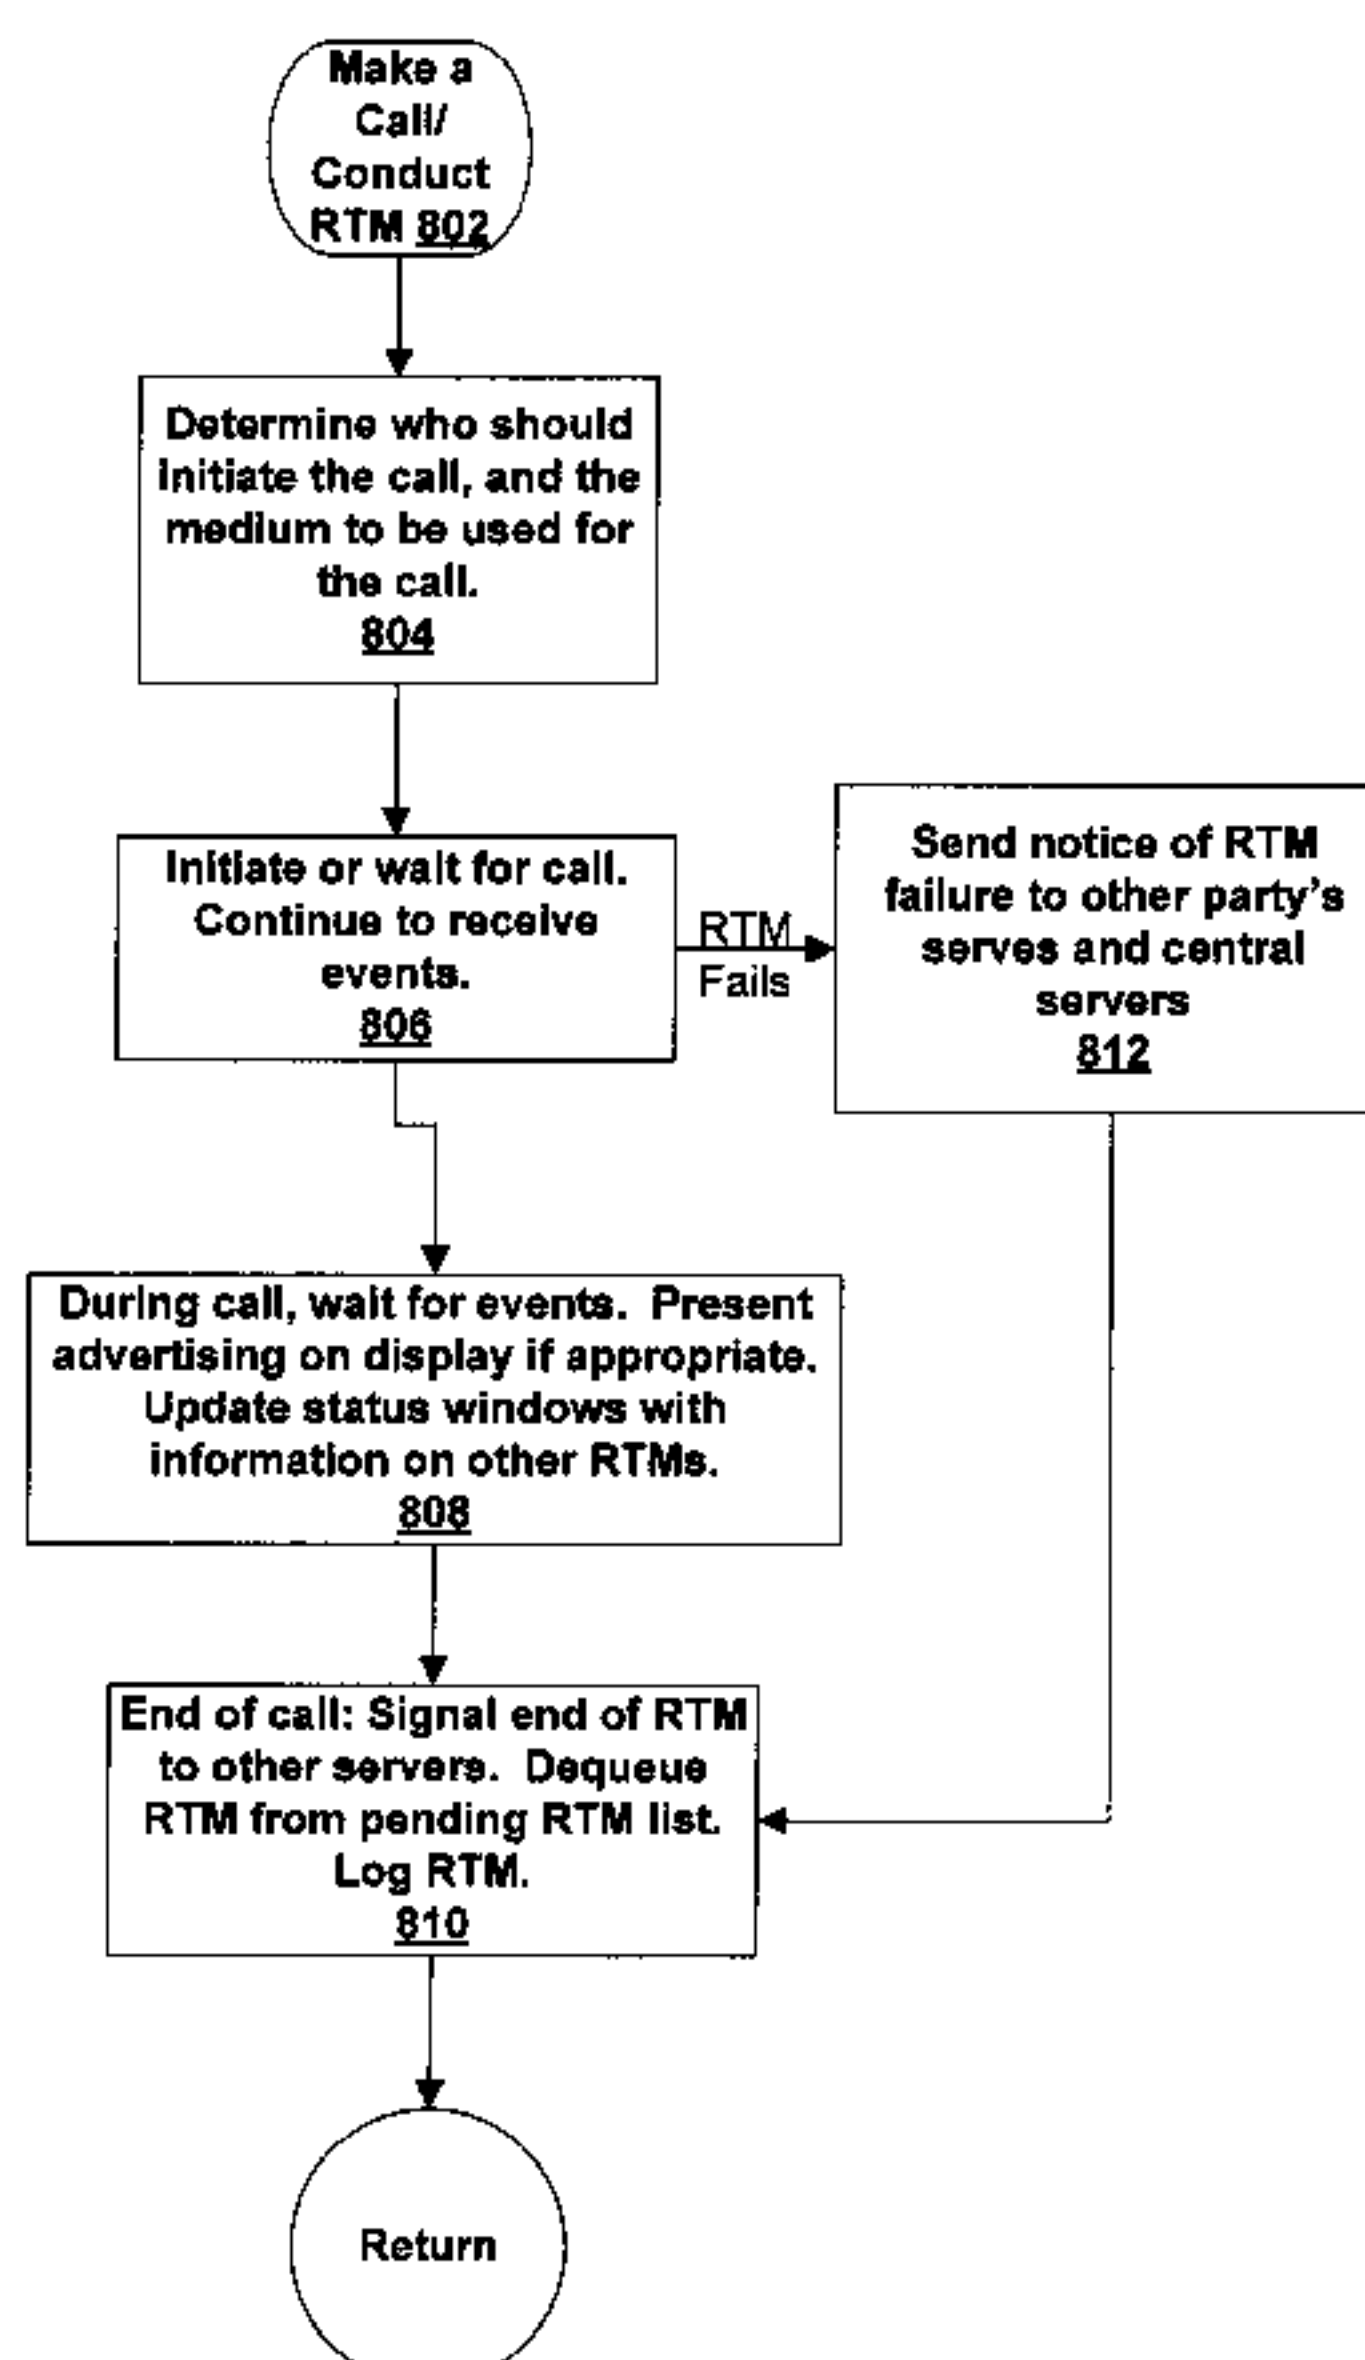 Make a
Call/
Conduct
RTM 802
Determine who should
initiate the call, and the
medium to be used for
the call.
804
Initiate or wait for call.
Continue to receive
events.
806
RTM
Fails
Send notice of RTM
failure to other party's
serves and central
servers
812
During call, wait for events. Present
advertising on display if appropriate.
Update status windows with
information on other RTMs.
808
End of call: Signal end of RTM
to other servers. Dequeue
RTM from pending RTM list.
Log RTM.
810
Return